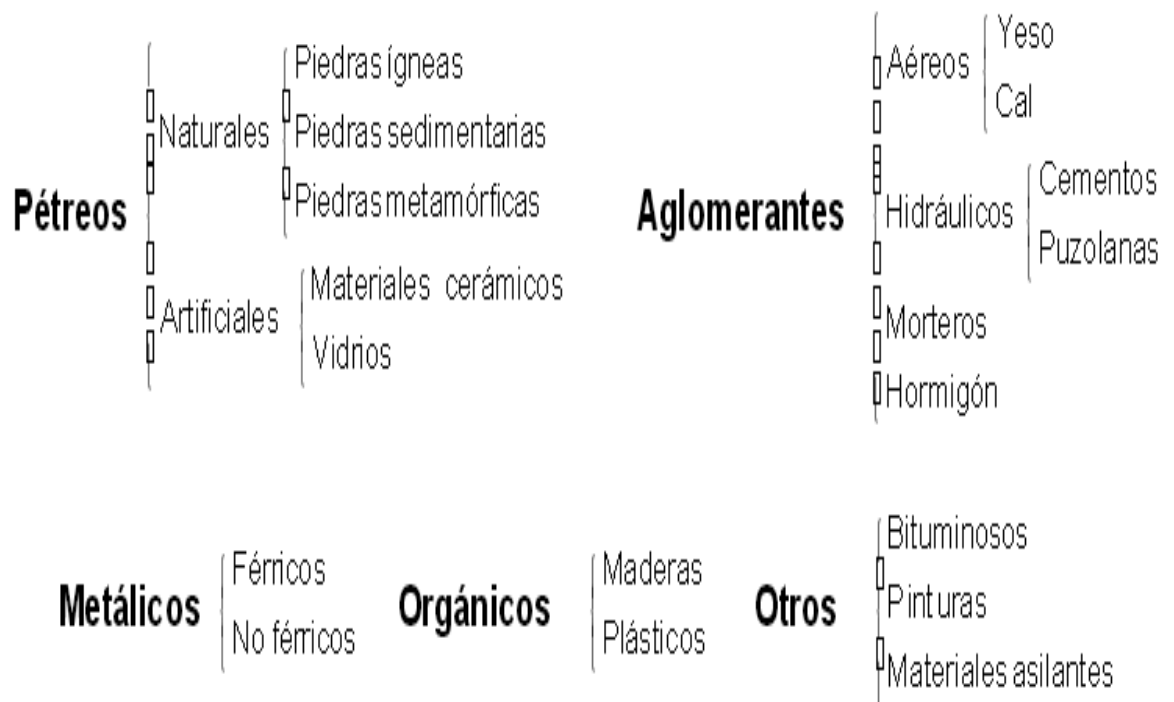 Pétreos
Naturales
Piedras ígneas
Piedras sedimentarias
Piedras metamórficas
Artificiales
Materiales cerámicos
Vidrios
Aglomerantes
Aéreos
Yeso
Cal
Hidráulicos
Cementos
Puzolanas
Morteros
Hormigón
Metálicos
Férricos
No férricos
Orgánicos
Maderas
Plásticos
Otros
Bituminosos
Pinturas
Materiales asilantes